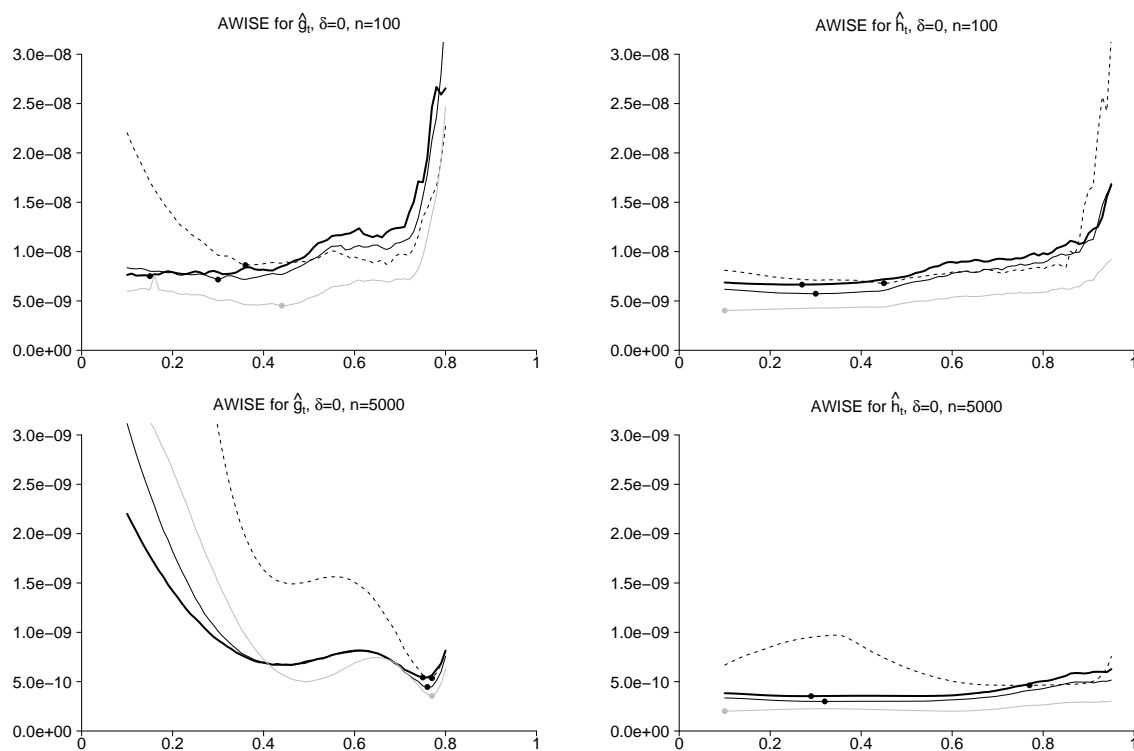 AWISE for ĝt, δ=0, n=100
3.0e−08
2.5e−08
2.0e−08
1.5e−08
1.0e−08
5.0e−09
0.0e+00
0 0.2 0.4 0.6 0.8 1
AWISE for ĥt, δ=0, n=100
3.0e−08
2.5e−08
2.0e−08
1.5e−08
1.0e−08
5.0e−09
0.0e+00
0 0.2 0.4 0.6 0.8 1
AWISE for ĝt, δ=0, n=5000
3.0e−09
2.5e−09
2.0e−09
1.5e−09
1.0e−09
5.0e−10
0.0e+00
0 0.2 0.4 0.6 0.8 1
AWISE for ĥt, δ=0, n=5000
3.0e−09
2.5e−09
2.0e−09
1.5e−09
1.0e−09
5.0e−10
0.0e+00
0 0.2 0.4 0.6 0.8 1